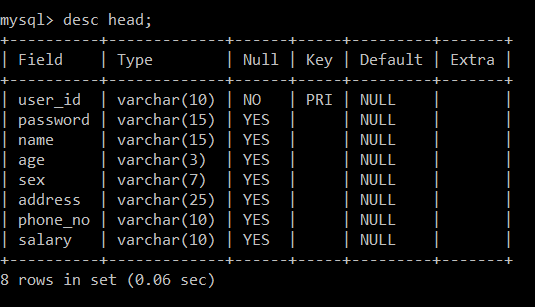 mysql> desc head;
+----------+-------------+------+-----+---------+-------+
| Field    | Type        | Null | Key | Default | Extra |
+----------+-------------+------+-----+---------+-------+
| user_id  | varchar(10) | NO   | PRI | NULL    |       |
| password | varchar(15) | YES  |     | NULL    |       |
| name     | varchar(15) | YES  |     | NULL    |       |
| age      | varchar(3)  | YES  |     | NULL    |       |
| sex      | varchar(7)  | YES  |     | NULL    |       |
| address  | varchar(25) | YES  |     | NULL    |       |
| phone_no | varchar(10) | YES  |     | NULL    |       |
| salary   | varchar(10) | YES  |     | NULL    |       |
+----------+-------------+------+-----+---------+-------+
8 rows in set (0.06 sec)